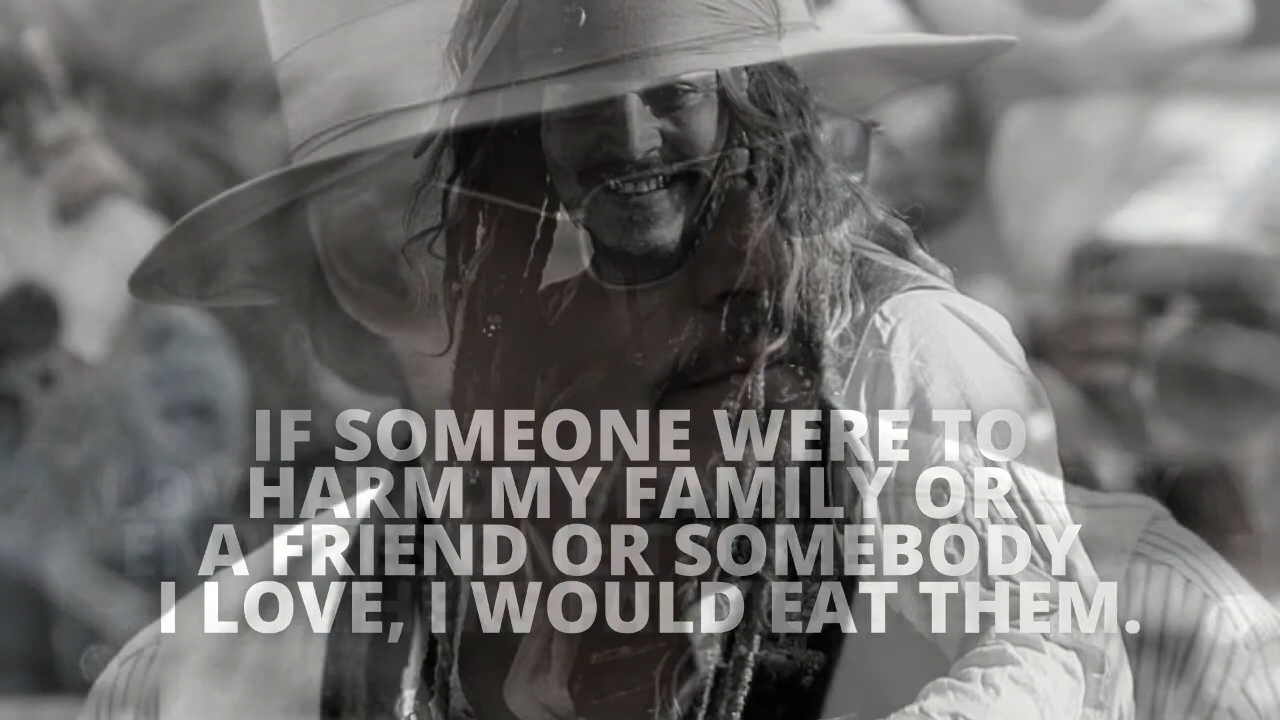 IF SOMEONE WERE TO
HARM MY FAMILY OR
A FRIEND OR SOMEBODY
I LOVE, I WOULD EAT THEM.